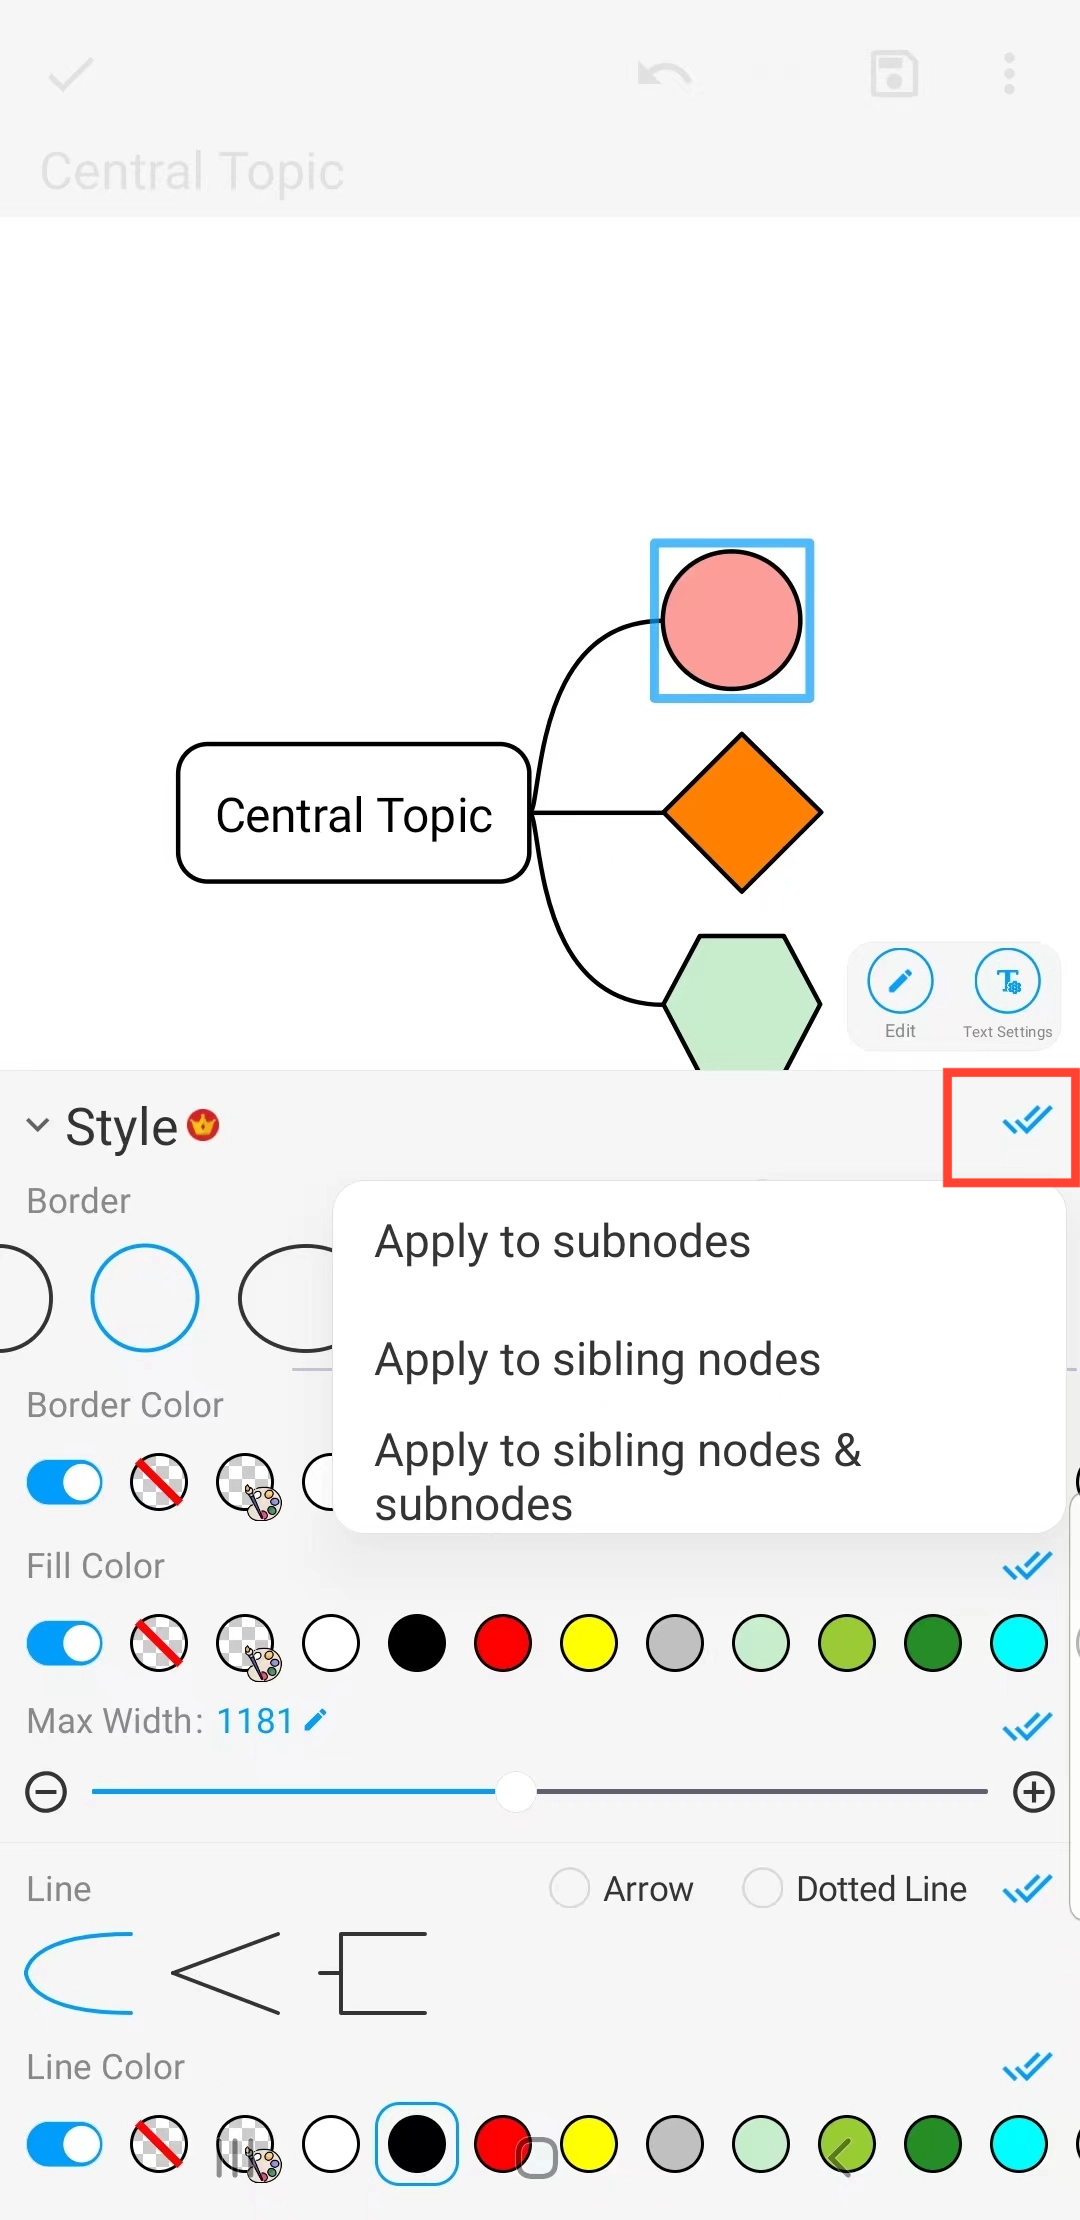 Central Topic
Central Topic
Edit
Text Settings
Style
Border
Apply to subnodes
Apply to sibling nodes
Border Color
Apply to sibling nodes &
subnodes
Fill Color
Max Width: 1181
Line
Arrow
Dotted Line
Line Color